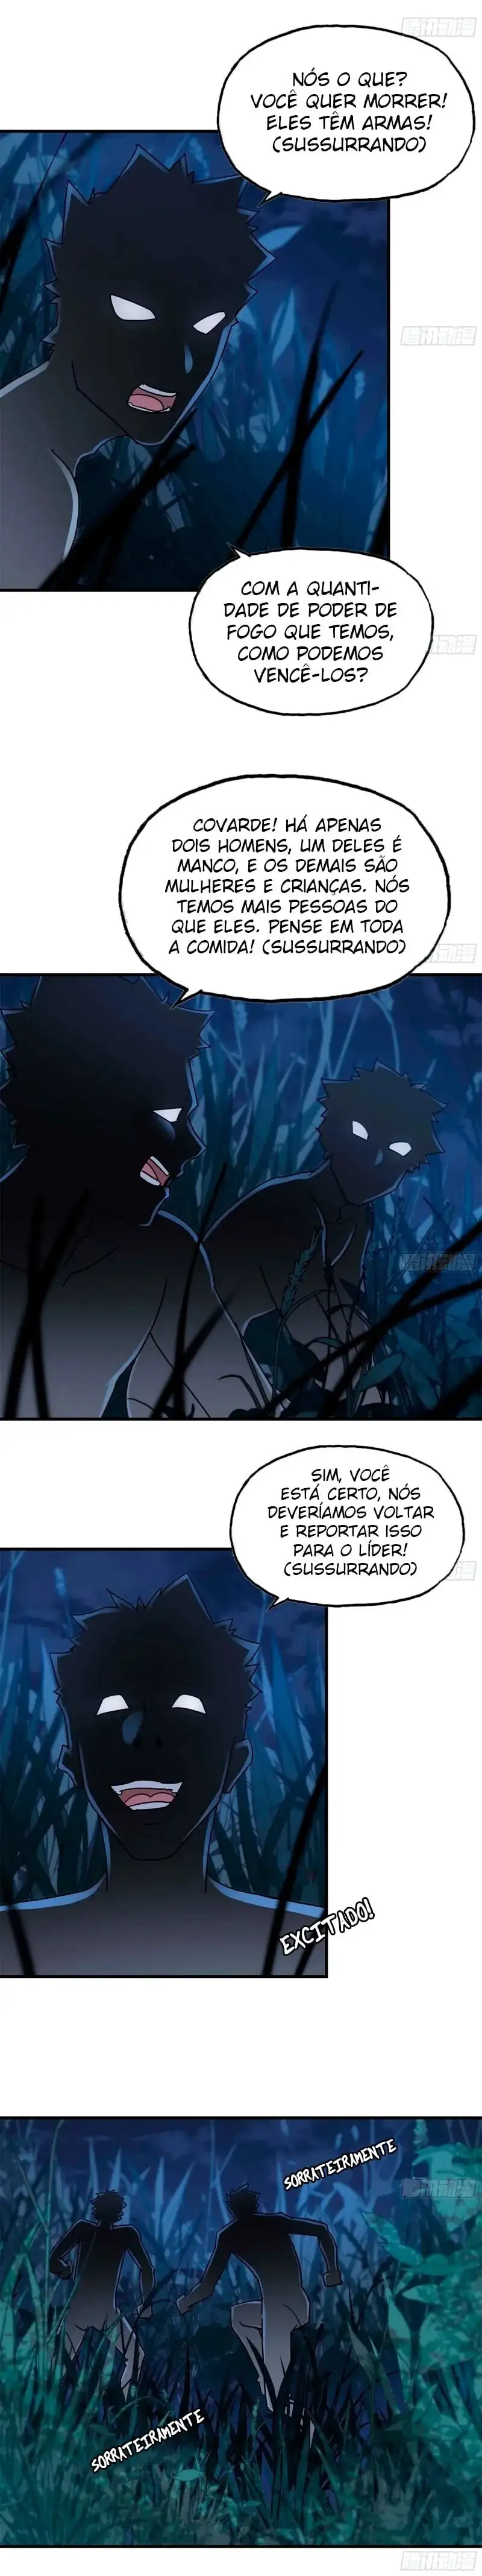 NÓS O QUE?
VOCÊ QUER MORRER!
ELES TÊM ARMAS!
(SUSSURRANDO)
COM A QUANTI-
DADE DE PODER DE
FOGO QUE TEMOS,
COMO PODEMOS
VENCÊ-LOS?
COVARDE! HÁ APENAS
DOIS HOMENS, UM DELES É
MANCO, E OS DEMAIS SÃO
MULHERES E CRIANÇAS. NÓS
TEMOS MAIS PESSOAS DO
QUE ELES. PENSE EM TODA
A COMIDA! (SUSSURRANDO)
SIM, VOCÊ
ESTÁ CERTO, NÓS
DEVERÍAMOS VOLTAR
E REPORTAR ISSO
PARA O LÍDER!
(SUSSURRANDO)
EXCITADO!
SORRATEIRAMENTE
SORRATEIRAMENTE